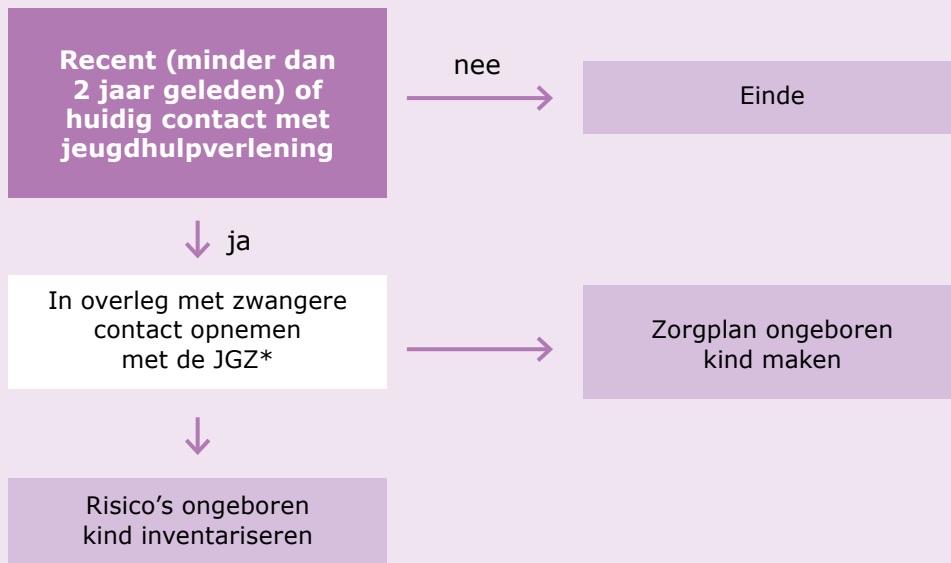 Recent (minder dan
2 jaar geleden) of
huidig contact met
jeugdhulpverlening
nee
Einde
ja
In overleg met zwangere
contact opnemen
met de JGZ*
Zorgplan ongeboren
kind maken
Risico’s ongeboren
kind inventariseren